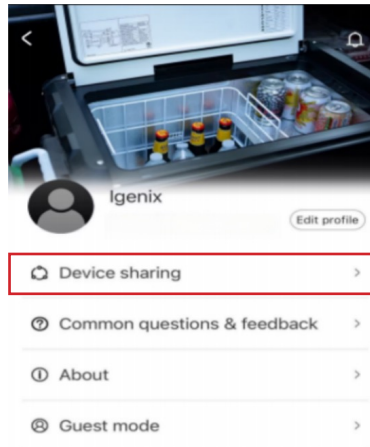 Igenix
Edit profile
Device sharing
Common questions & feedback
About
Guest mode